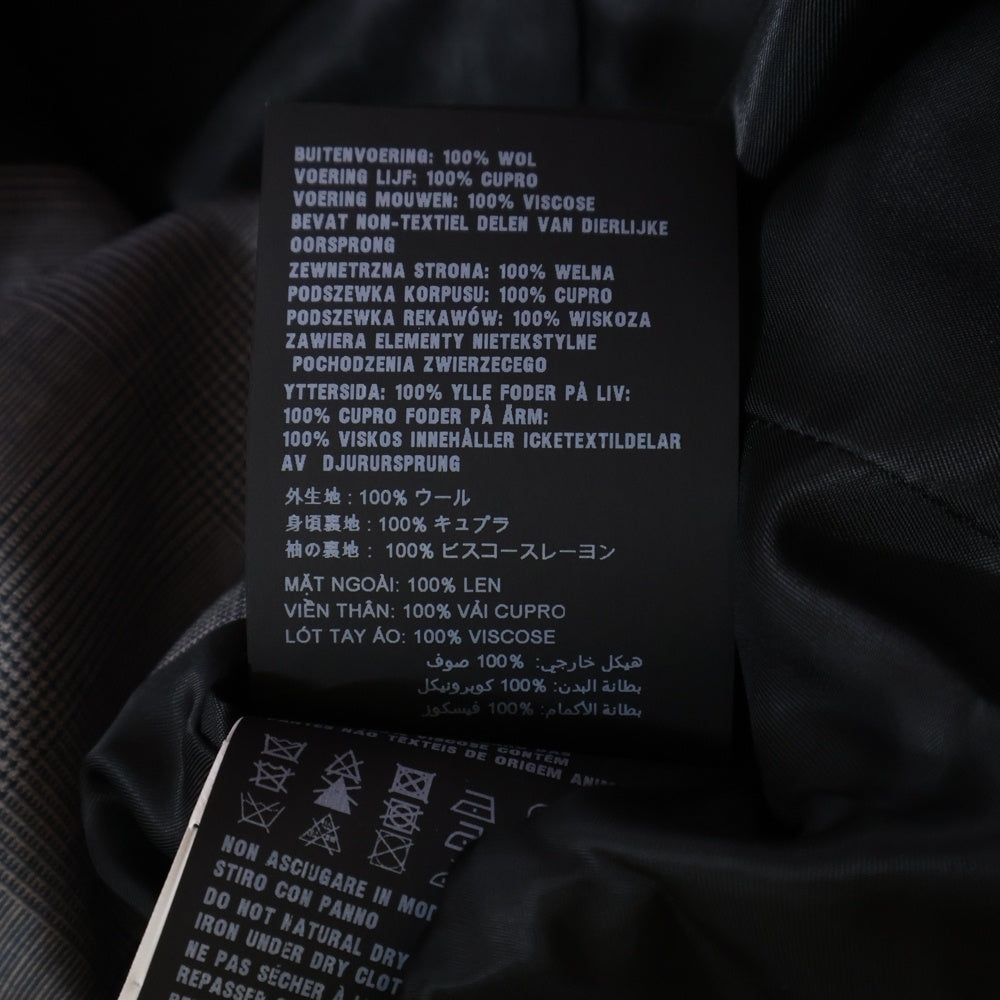 BUITENVOERING: 100% WOL
VOERING LIJF: 100% CUPRO
VOERING MOUWEN: 100% VISCOSE
BEVAT NON-TEXTIEL DELEN VAN DIERLIJKE
OORSPRONG
ZEWNETRZNA STRONA: 100% WELNA
PODSZEWKA KORPUSU: 100% CUPRO
PODSZEWKA REKAWÓW: 100% WISKOZA
ZAWIERA ELEMENTY NIETEKSTYLNE
POCHODZENIA ZWIERZECEGO
YTTERSIDA: 100% YLLE FODER PÅ LIV:
100% CUPRO FODER PÅ ÄRM:
100% VISKOS INNEHÅLLER ICKETEXTILDELAR
AV DJURURSPRUNG
外生地 : 100% ウール
身頃裏地 : 100% キュプラ
袖の裏地 : 100% ビスコースレーヨン
MẶT NGOÀI: 100% LEN
VIỀN THÂN: 100% VẢI CUPRO
LÓT TAY ÁO: 100% VISCOSE
هيكل خارجي: 100% صوف
بطانة البدن: 100% كوبرونيكل
بطانة الأكمام: 100% فيسكوز
VISCOSE CONTÉM
NÃO TÊXTEIS DE ORIGEM
NON ASCIUGARE IN
STIRO CON PANNO
DO NOT NATURAL DRY
IRON UNDER DRY
NE PAS SÉCHER À